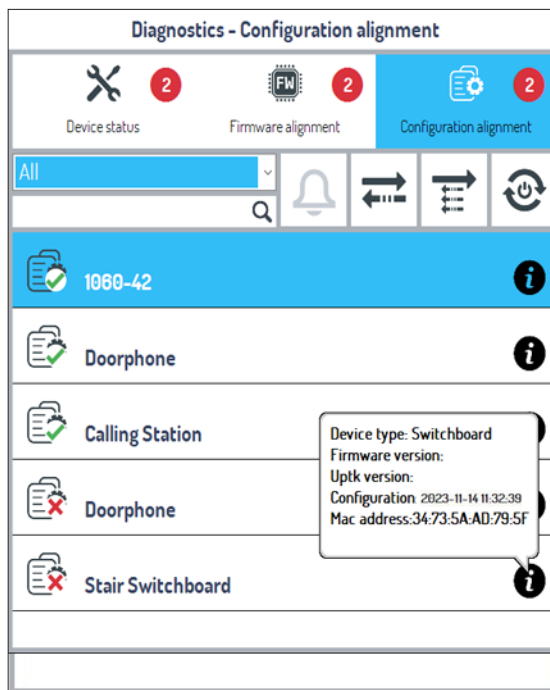 Diagnostics - Configuration alignment
2
FW
2
2
Device status
Firmware alignment
Configuration alignment
All
1060-42
i
Doorphone
i
Calling Station
Doorphone
Stair Switchboard
i
Device type: Switchboard
Firmware version:
Uptk version:
Configuration 2023-11-14 11:32:39
Mac address:34:73:5A:AD:79:5F